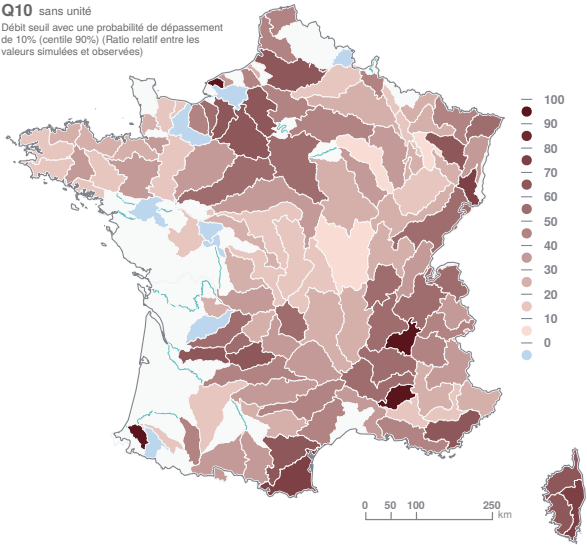 Q10 sans unité
Débit seuil avec une probabilité de dépassement
de 10% (centile 90%) (Ratio relatif entre les
valeurs simulées et observées)
100
90
80
70
60
50
40
30
20
10
0
0 50 100 250
km